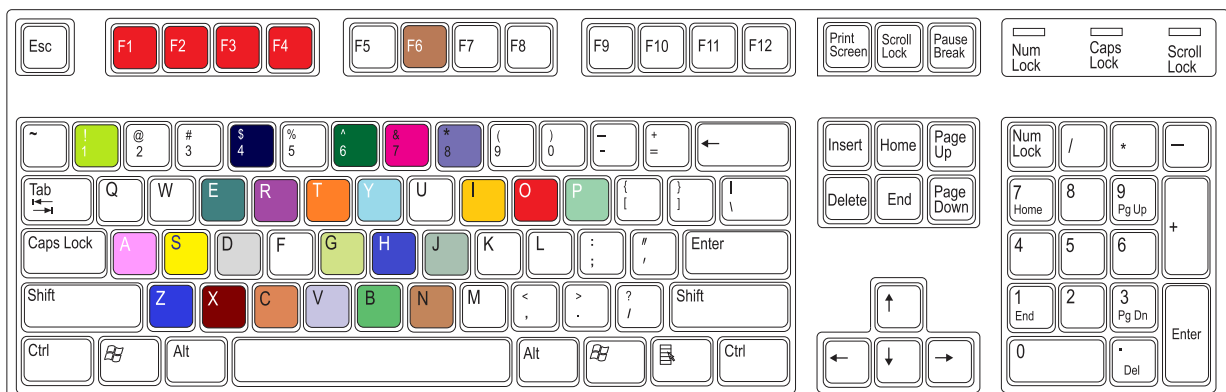 Esc F1 F2 F3 F4 F5 F6 F7 F8 F9 F10 F11 F12 Print Screen Scroll Lock Pause Break Num Lock Caps Lock Scroll Lock
~ ! 1 @ 2 # 3 $ 4 % 5 ^ 6 & 7 * 8 ( 9 ) 0 — - + = ← Insert Home Page Up Num Lock / * —
Tab Q W E R T Y U I O P { [ } ] | \ Delete End Page Down 7 Home 8 9 Pg Up +
Caps Lock A S D F G H J K L : ; " ' Enter 4 5 6
Shift Z X C V B N M < , > . ? / Shift ↑ 1 End 2 3 Pg Dn Enter
Ctrl Alt Alt Ctrl ← ↓ → 0 . Del